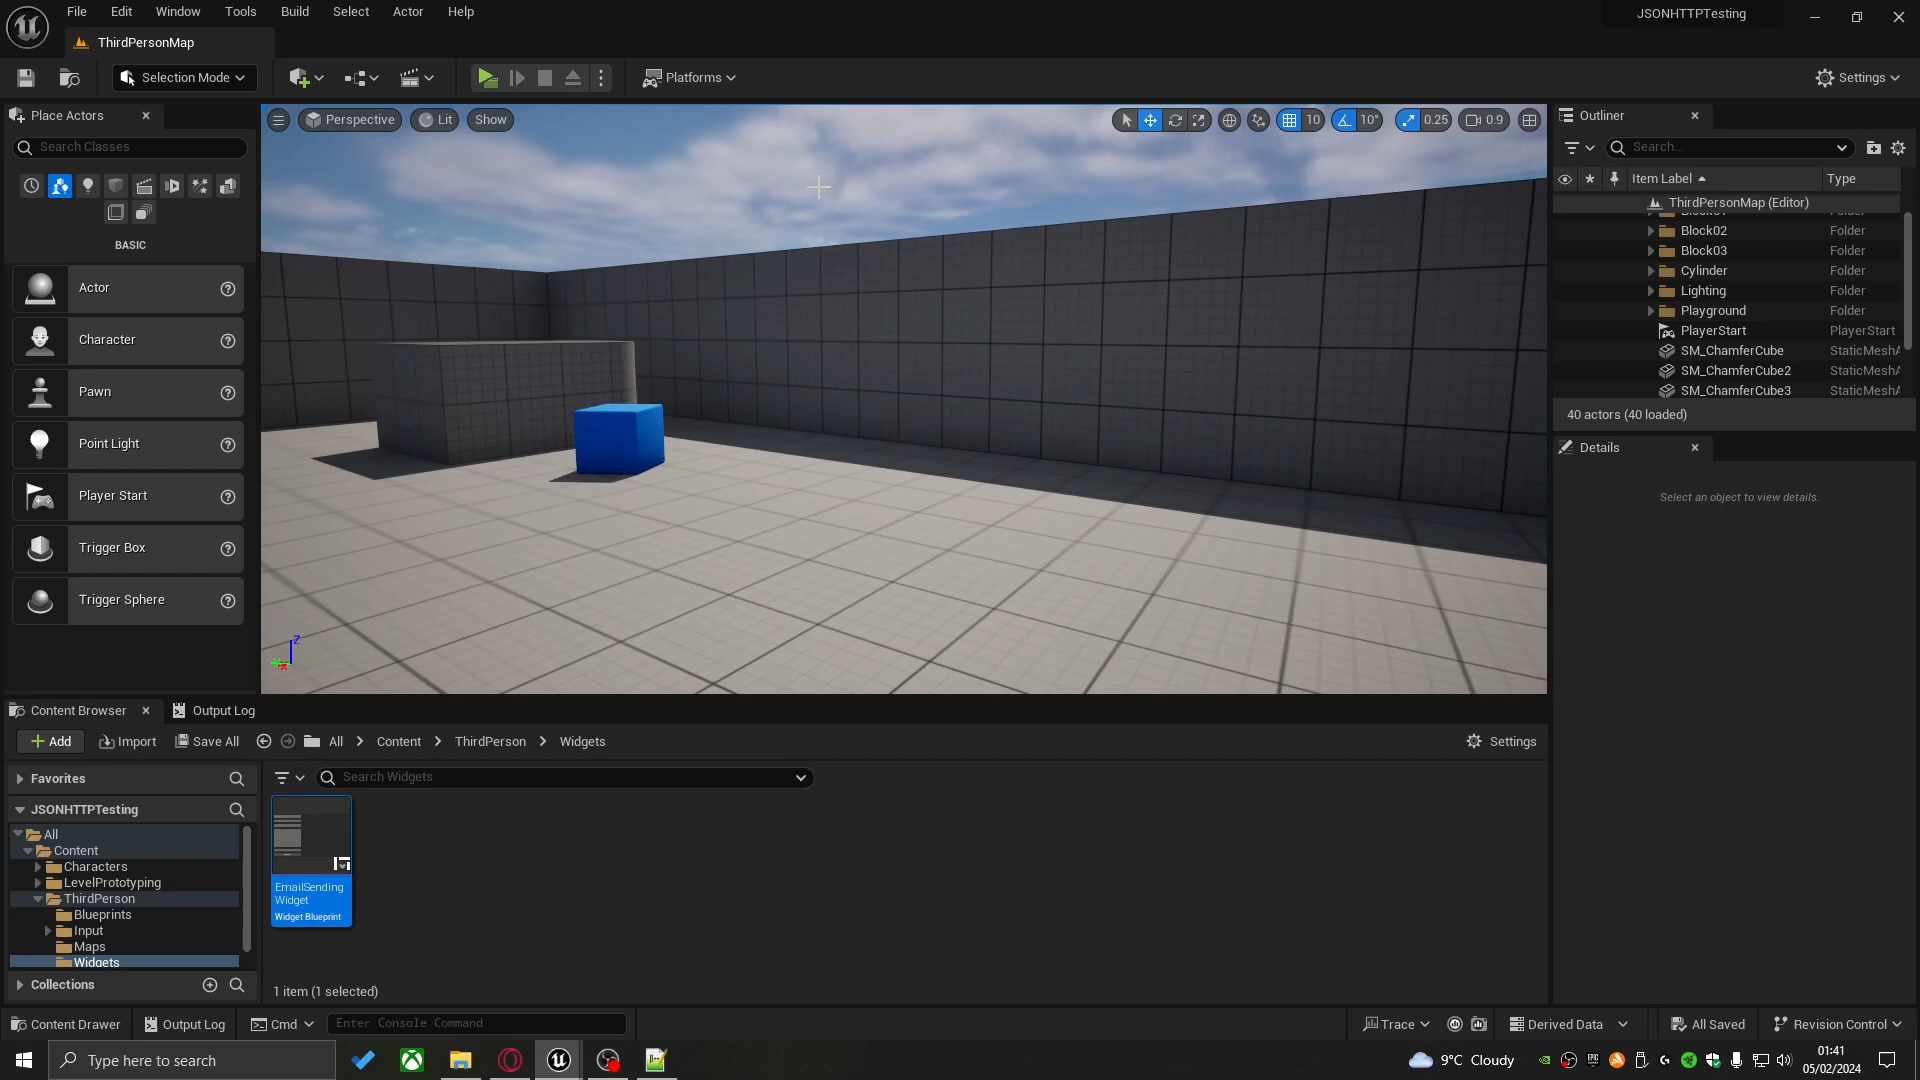 File Edit Window Tools Build Select Actor Help
JSONHTTPTesting
ThirdPersonMap
Selection Mode
Platforms
Settings
Place Actors
Search Classes
BASIC
Actor
Character
Pawn
Point Light
Player Start
Trigger Box
Trigger Sphere
Perspective
Lit
Show
10
10°
0.25
0.9
Z
Outliner
Search...
Item Label Type
ThirdPersonMap (Editor)
Block02 Folder
Block03 Folder
Cylinder Folder
Lighting Folder
Playground Folder
PlayerStart PlayerStart
SM_ChamferCube StaticMeshA
SM_ChamferCube2 StaticMeshA
SM_ChamferCube3 StaticMeshA
40 actors (40 loaded)
Details
Select an object to view details.
Content Browser
Output Log
Add
Import
Save All
All
Content
ThirdPerson
Widgets
Settings
Favorites
JSONHTTPTesting
All
Content
Characters
LevelPrototyping
ThirdPerson
Blueprints
Input
Maps
Widgets
Collections
Search Widgets
EmailSending
Widget
Widget Blueprint
1 item (1 selected)
Content Drawer
Output Log
Cmd
Enter Console Command
Trace
Derived Data
All Saved
Revision Control
Type here to search
9°C Cloudy
01:41
05/02/2024